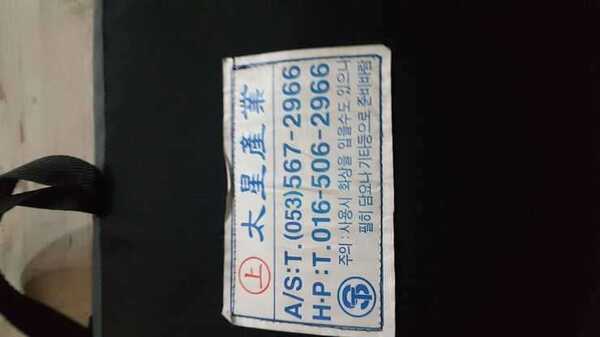 上 太星産業
A/S:T.(053)567-2966
H·P:T.016-506-2966
주의:사용시 화상을 입을수도 있으니
필히 담요나 기타등으로 준비바람